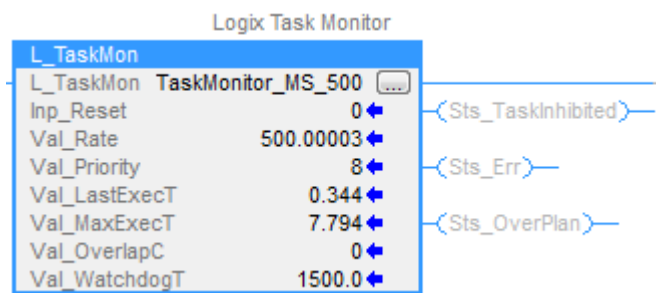 Logix Task Monitor
L_TaskMon
L_TaskMon TaskMonitor_MS_500 ...
Inp_Reset 0 Sts_TaskInhibited
Val_Rate 500.00003
Val_Priority 8 Sts_Err
Val_LastExecT 0.344
Val_MaxExecT 7.794 Sts_OverPlan
Val_OverlapC 0
Val_WatchdogT 1500.0